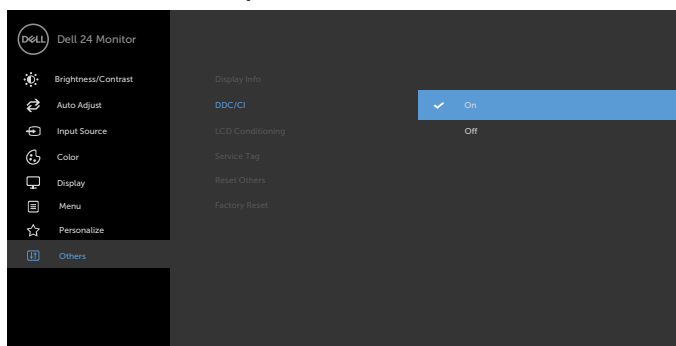 DELL Dell 24 Monitor
Brightness/Contrast
Auto Adjust
Input Source
Color
Display
Menu
Personalize
Others
Display Info
DDC/CI
LCD Conditioning
Service Tag
Reset Others
Factory Reset
On
Off